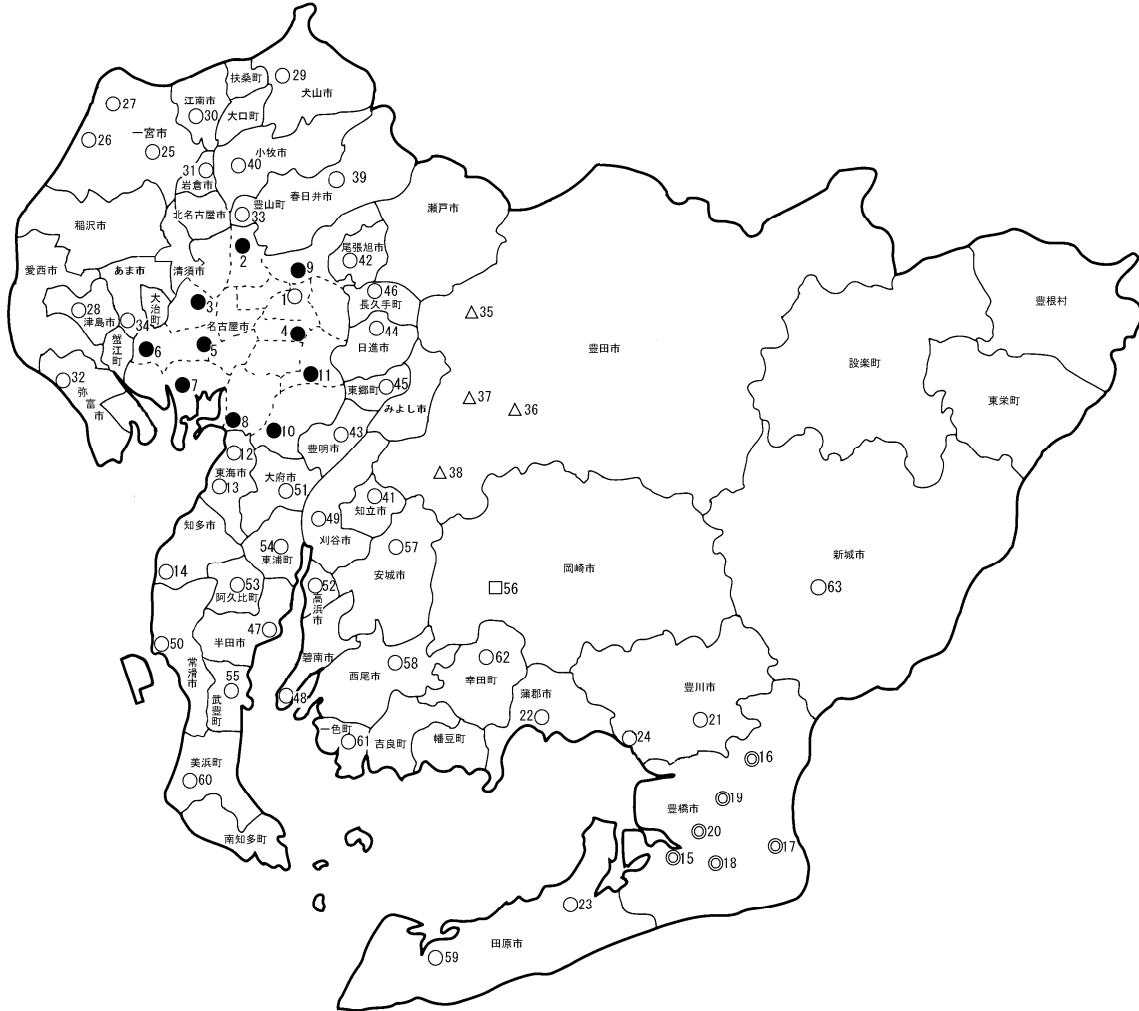 扶桑町
29
犬山市
27
江南市
30
大口町
26
一宮市
25
小牧市
40
31
岩倉市
39
春日井市
豊山町
33
北名古屋市
稲沢市
瀬戸市
2
尾張旭市
42
愛西市
あま市
清須市
9
46
長久手町
1
大治町
3
28
津島市
34
名古屋市
35
44
日進市
4
5
6
蟹江町
豊田市
豊根村
設楽町
東栄町
32
弥富市
7
11
東郷町
45
みよし市
37
36
8
10
43
豊明市
12
東海市
13
大府市
51
38
41
知立市
49
刈谷市
知多市
54
東浦町
57
安城市
14
53
阿久比町
52
高浜市
56
岡崎市
新城市
63
47
半田市
50
常滑市
碧南市
58
西尾市
62
幸田町
55
武豊町
48
蒲郡市
22
豊川市
21
24
一色町
61
吉良町
幡豆町
16
美浜町
60
19
豊橋市
20
南知多町
15
18
17
23
田原市
59